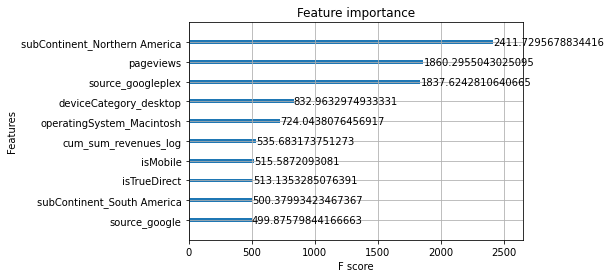 Feature importance
Features
subContinent_Northern America 2411.7295678834416
pageviews 1860.2955043025095
source_googleplex 1837.6242810640665
deviceCategory_desktop 832.9632974933331
operatingSystem_Macintosh 724.0438076456917
cum_sum_revenues_log 535.683173751273
isMobile 515.5872093081
isTrueDirect 513.1353285076391
subContinent_South America 500.37993423467367
source_google 499.87579844166663
0 500 1000 1500 2000 2500
F score